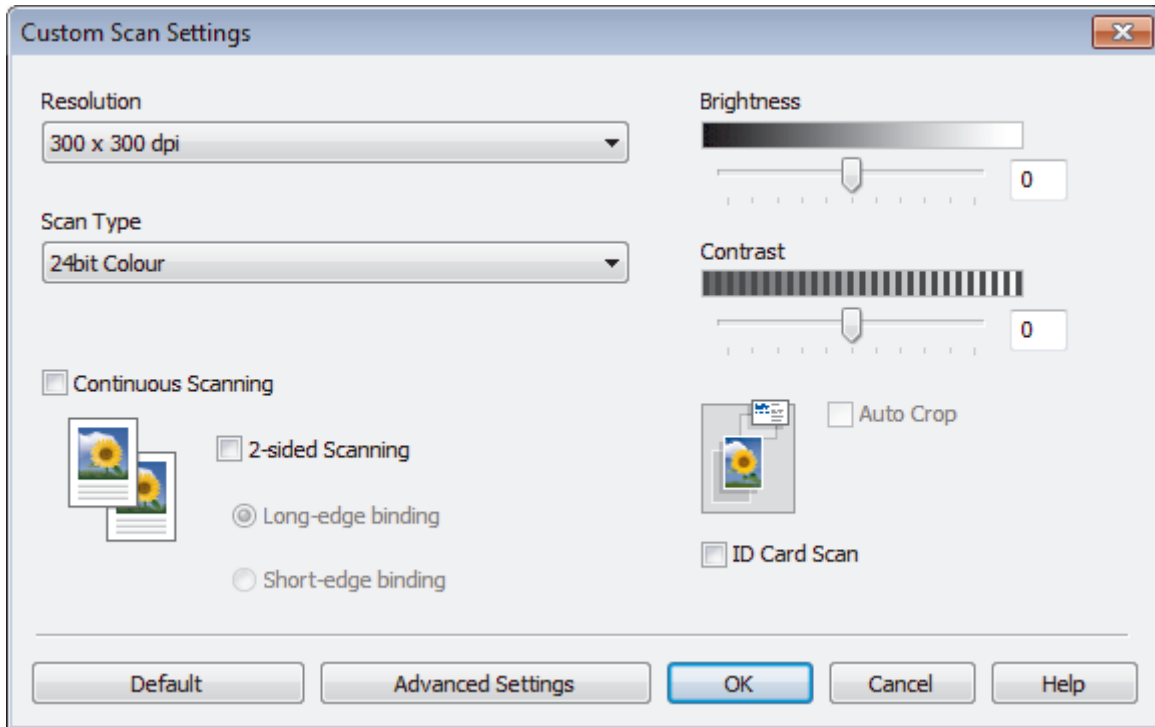 Custom Scan Settings
Resolution
300 x 300 dpi
Scan Type
24bit Colour
Continuous Scanning
2-sided Scanning
Long-edge binding
Short-edge binding
Brightness
0
Contrast
0
Auto Crop
ID Card Scan
Default
Advanced Settings
OK
Cancel
Help